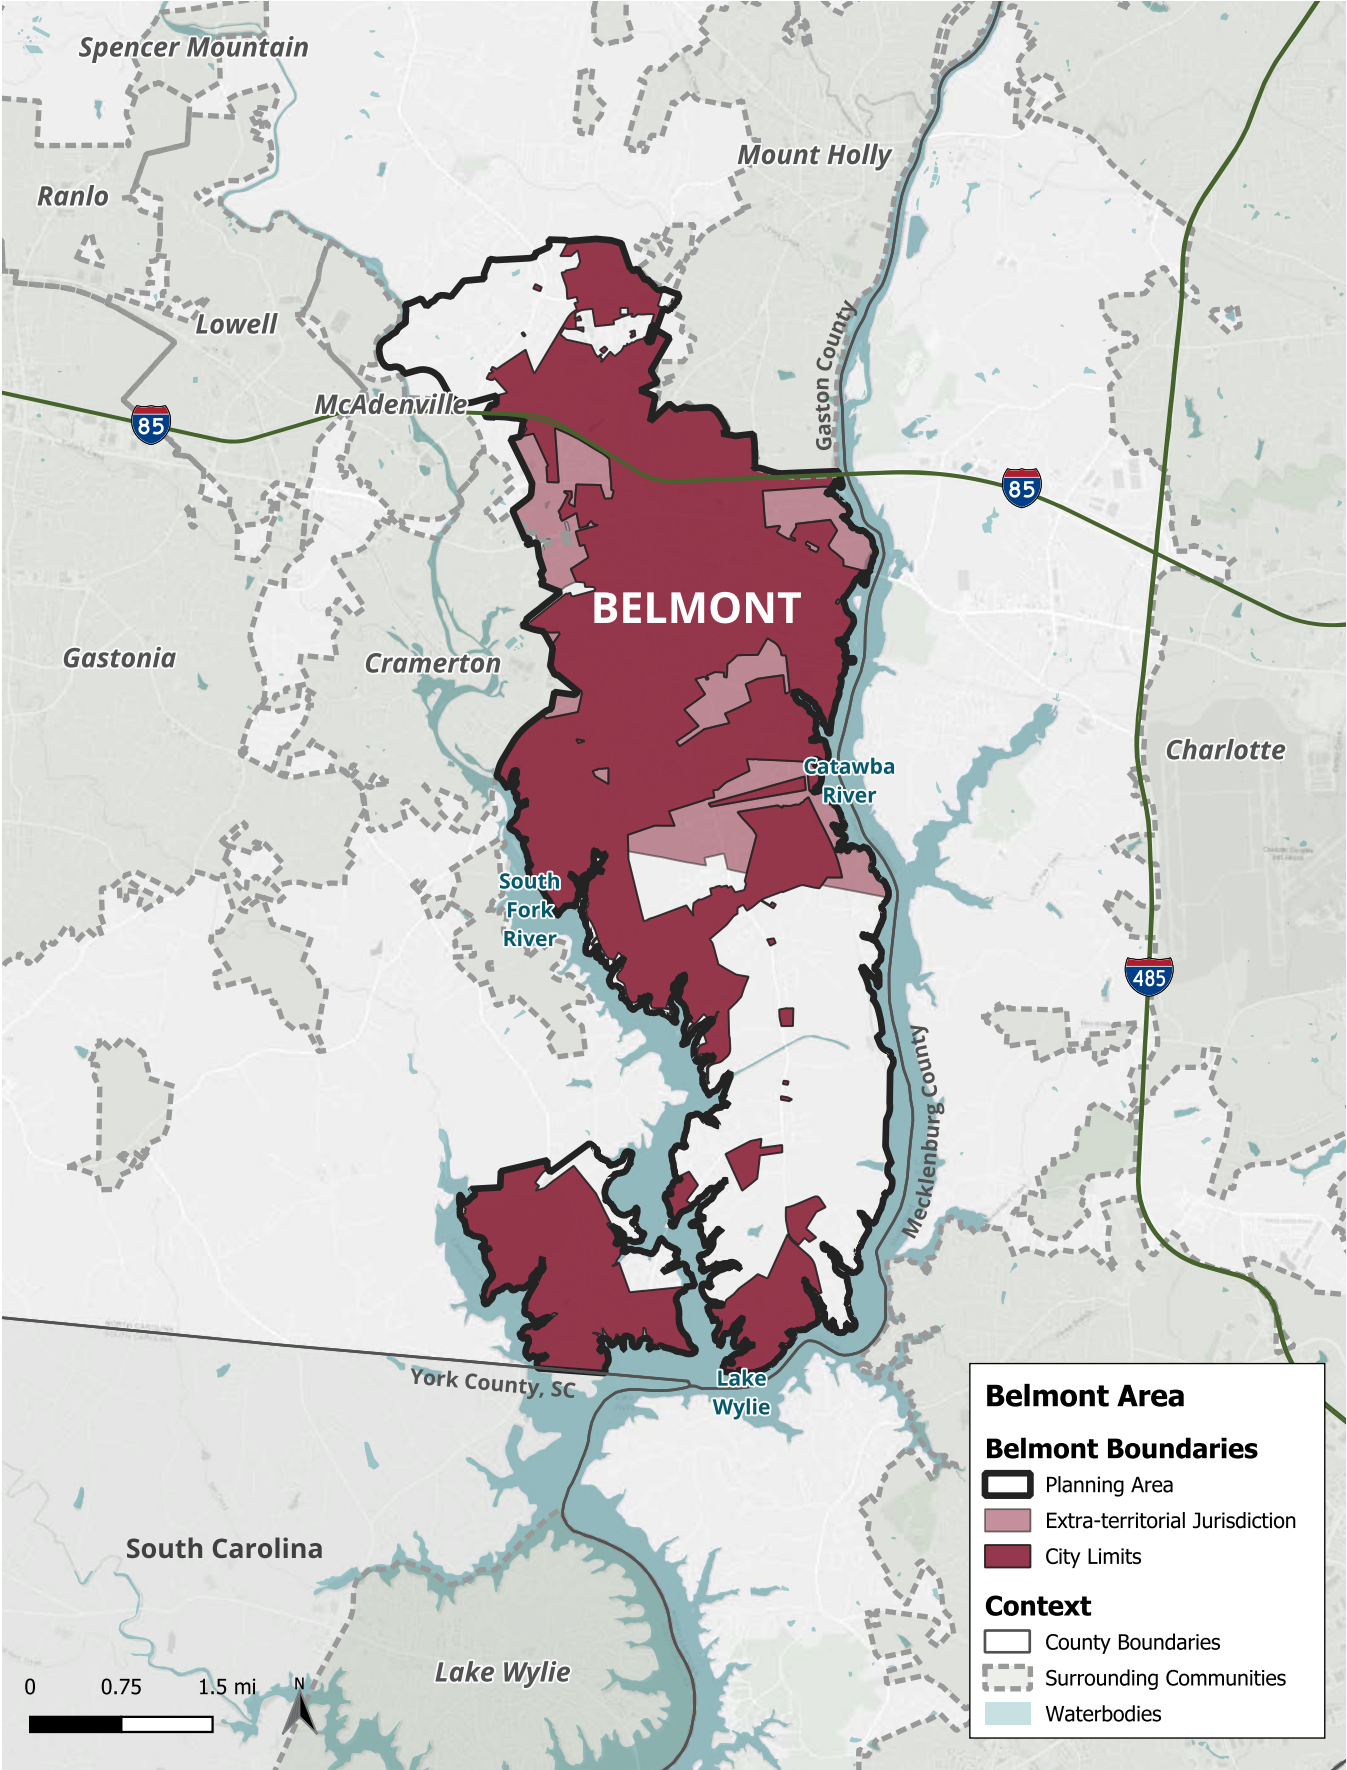 Spencer Mountain
Mount Holly
Ranlo
Lowell
McAdenville
85
Gaston County
85
BELMONT
Gastonia
Cramerton
Charlotte
Catawba
River
South
Fork
River
485
Mecklenburg County
York County, SC
Lake
Wylie
South Carolina
Lake Wylie
0 0.75 1.5 mi
N
Belmont Area
Belmont Boundaries
Planning Area
Extra-territorial Jurisdiction
City Limits
Context
County Boundaries
Surrounding Communities
Waterbodies